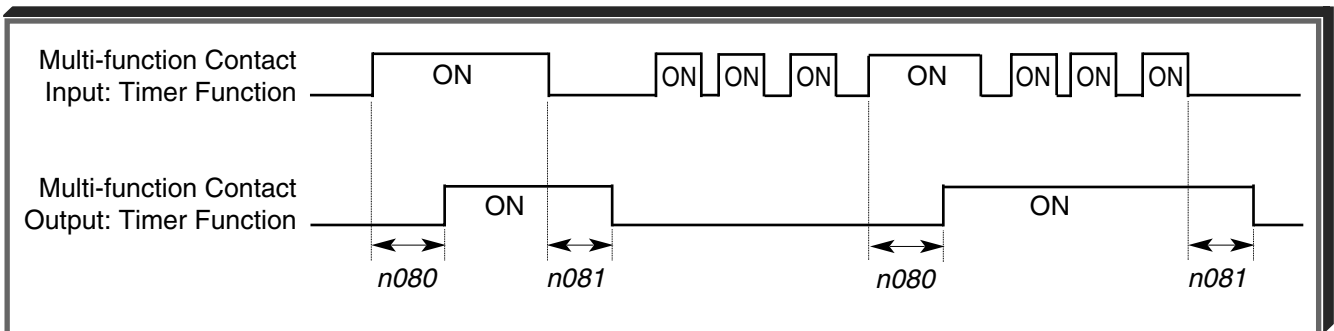 Multi-function Contact
Input: Timer Function
ON
ON
ON
ON
ON
ON
ON
ON
Multi-function Contact
Output: Timer Function
ON
ON
n080
n081
n080
n081